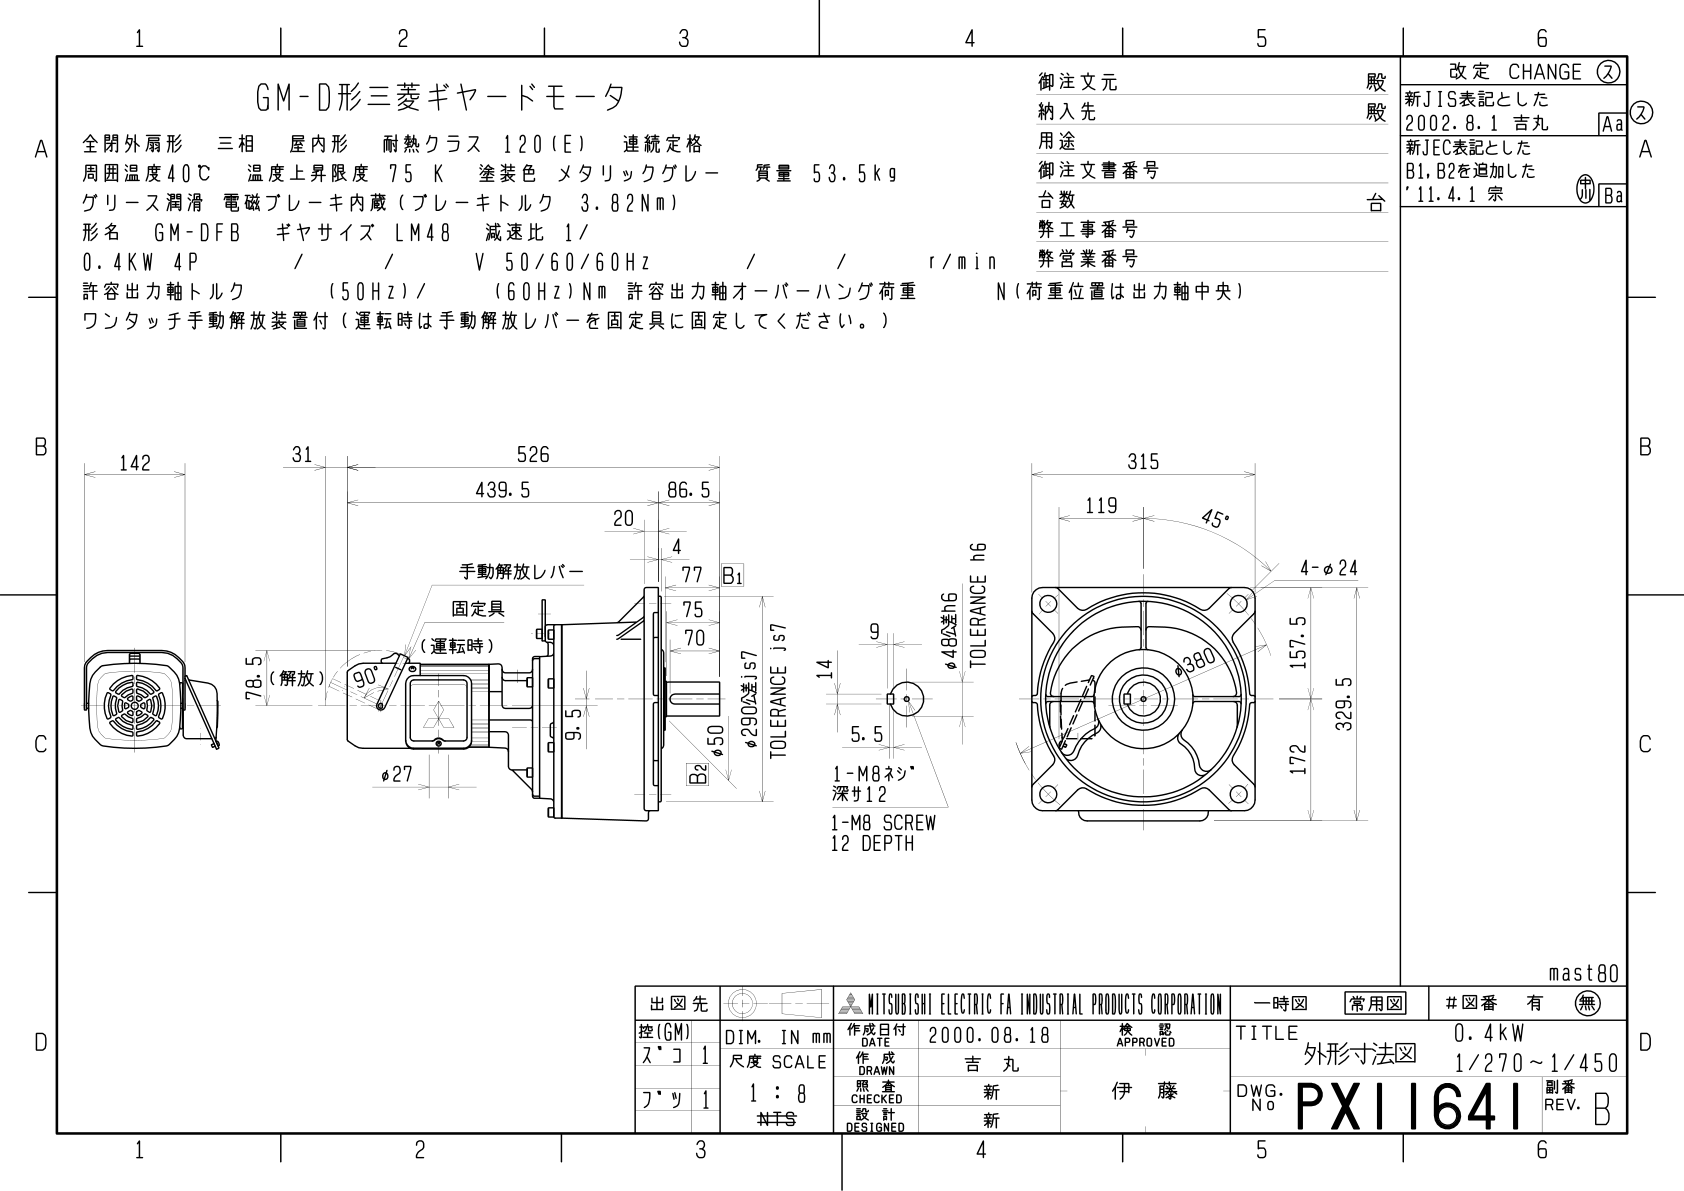 1 2 3 4 5 6
A
B
C
D
GM-D形三菱ギヤードモータ
全閉外扇形 三相 屋内形 耐熱クラス 120(E) 連続定格
周囲温度40℃ 温度上昇限度 75 K 塗装色 メタリックグレー 質量 53.5kg
グリース潤滑 電磁ブレーキ内蔵(ブレーキトルク 3.82Nm)
形名 GM-DFB ギヤサイズ LM48 減速比 1/
0.4KW 4P / / V 50/60/60Hz / / r/min
許容出力軸トルク (50Hz)/ (60Hz)Nm 許容出力軸オーバーハング荷重 N(荷重位置は出力軸中央)
ワンタッチ手動解放装置付(運転時は手動解放レバーを固定具に固定してください。)
御注文元 殿
納入先 殿
用途
御注文書番号
台数 台
弊工事番号
弊営業番号
改定 CHANGE ス
新JIS表記とした
2002.8.1 吉丸 Aa
ス
新JEC表記とした
B1,B2を追加した
'11.4.1 宗 Ba
A
B
C
D
142
31
526
439.5
86.5
20
4
77 B1
75
70
手動解放レバー
固定具
(運転時)
78.5
(解放)
90°
9.5
φ27
φ50
B2
φ290公差js7
TOLERANCE js7
9
14
5.5
φ48公差h6
TOLERANCE h6
1-M8ネジ
深サ12
1-M8 SCREW
12 DEPTH
315
119
45°
4-φ24
φ380
157.5
172
329.5
mast80
出図先
MITSUBISHI ELECTRIC FA INDUSTRIAL PRODUCTS CORPORATION
一時図 常用図 #図番 有 無
控(GM)
スﾞコ 1
フﾞツ 1
DIM. IN mm
尺度 SCALE
1 : 8
NTS
作成日付
DATE
2000.08.18
作 成
DRAWN
吉 丸
照 査
CHECKED
新
設 計
DESIGNED
新
検 認
APPROVED
伊 藤
TITLE
外形寸法図
0.4kW
1/270~1/450
DWG.
No
PX11641
副番
REV.
B
1 2 3 4 5 6